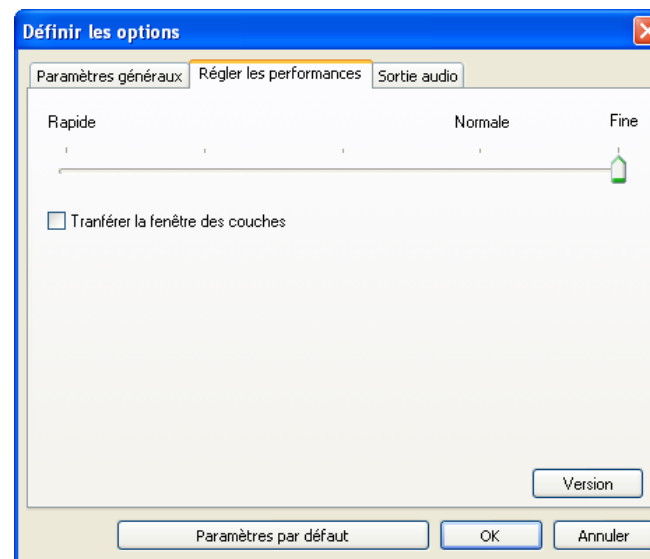 Définir les options
Paramètres généraux Régler les performances Sortie audio
Rapide Normale Fine
Tranférer la fenêtre des couches
Version
Paramètres par défaut OK Annuler